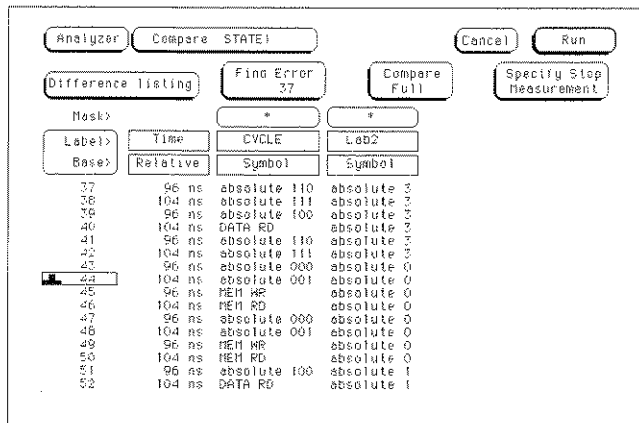 Analyzer Compare STATE1 Cancel Run
Difference listing Find Error 37 Compare Full Specify Stop Measurement
Mask> * *
Label> Time CYCLE Lab2
Base> Relative Symbol Symbol
37 96 ns absolute 110 absolute 3
38 104 ns absolute 111 absolute 3
39 96 ns absolute 100 absolute 3
40 104 ns DATA RD absolute 3
41 96 ns absolute 110 absolute 3
42 104 ns absolute 111 absolute 3
43 96 ns absolute 000 absolute 0
44 104 ns absolute 001 absolute 0
45 96 ns MEM WR absolute 0
46 104 ns MEM RD absolute 0
47 96 ns absolute 000 absolute 0
48 104 ns absolute 001 absolute 0
49 96 ns MEM WR absolute 0
50 104 ns MEM RD absolute 0
51 96 ns absolute 100 absolute 1
52 104 ns DATA RD absolute 1